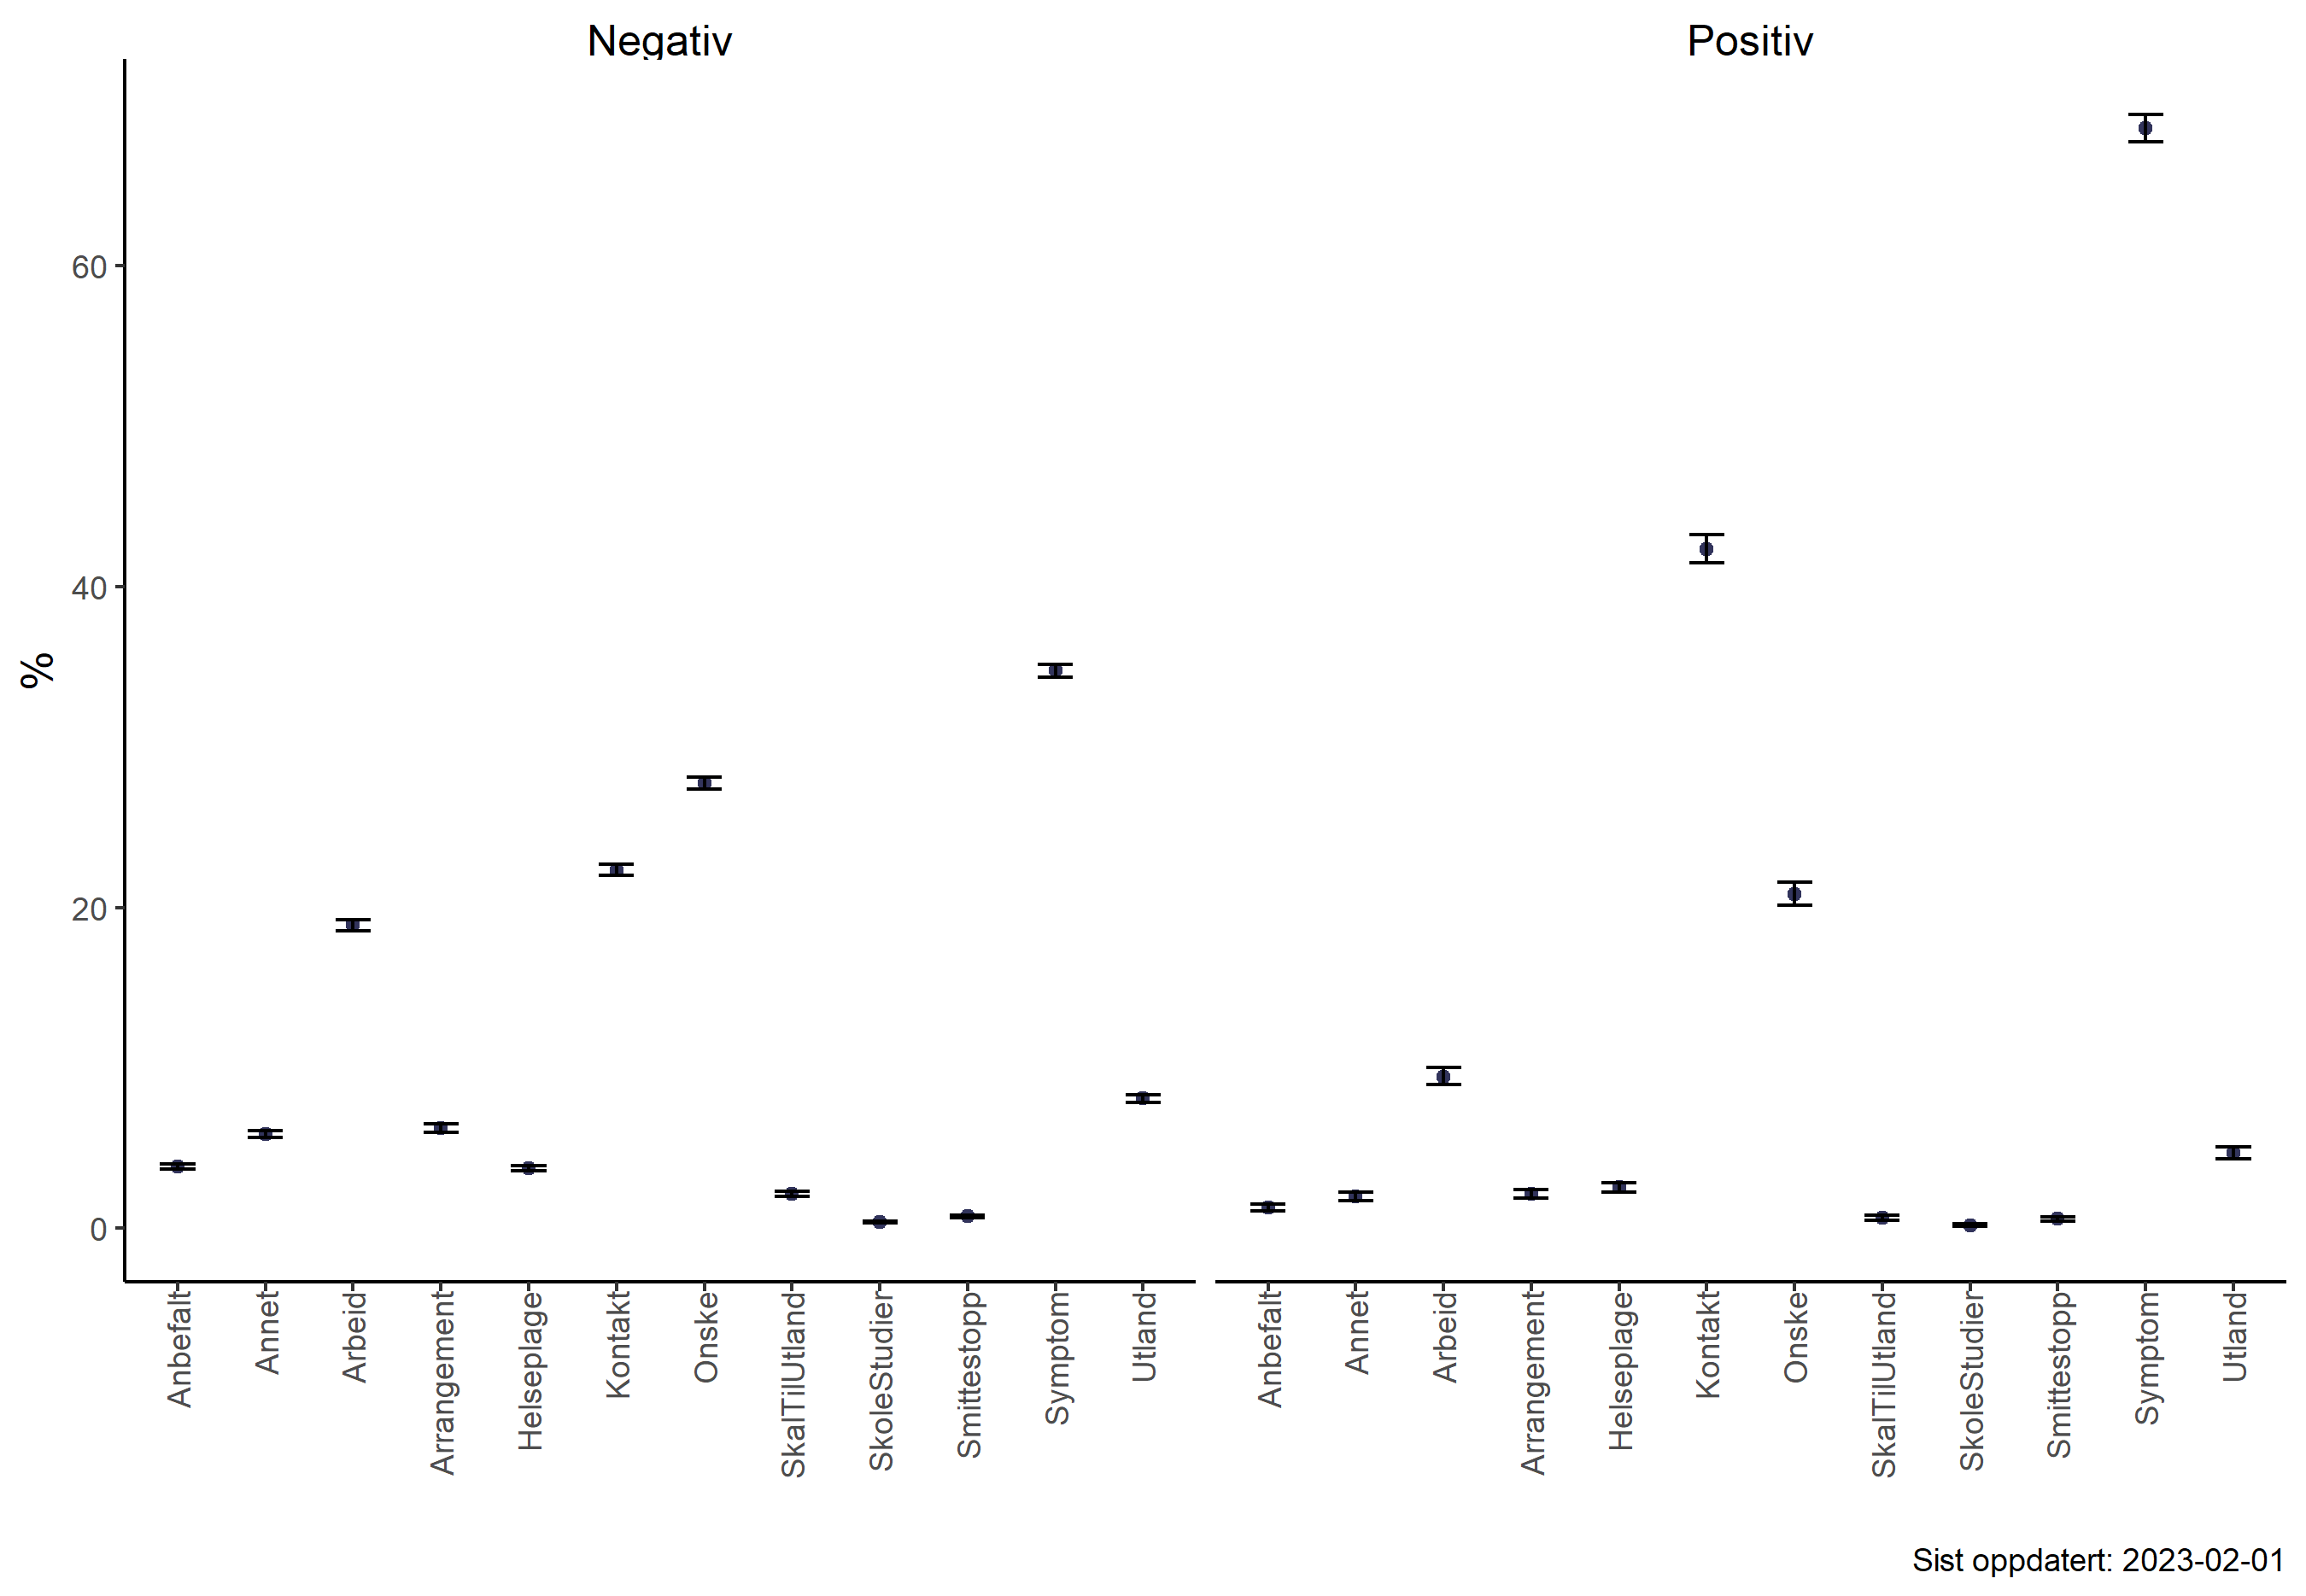 Negativ
Positiv
%
60
40
20
0
Anbefalt
Annet
Arbeid
Arrangement
Helseplage
Kontakt
Onske
SkalTilUtland
SkoleStudier
Smittestopp
Symptom
Utland
Anbefalt
Annet
Arbeid
Arrangement
Helseplage
Kontakt
Onske
SkalTilUtland
SkoleStudier
Smittestopp
Symptom
Utland
Sist oppdatert: 2023-02-01